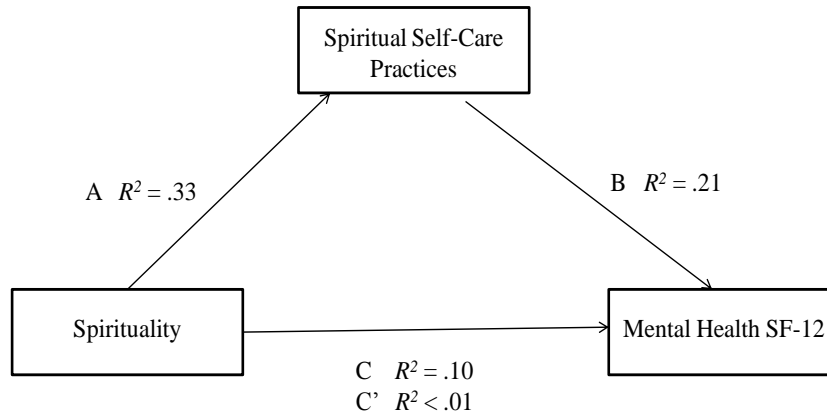 Spiritual Self-Care
Practices
A R² = .33
B R² = .21
Spirituality
Mental Health SF-12
C R² = .10
C’ R² < .01